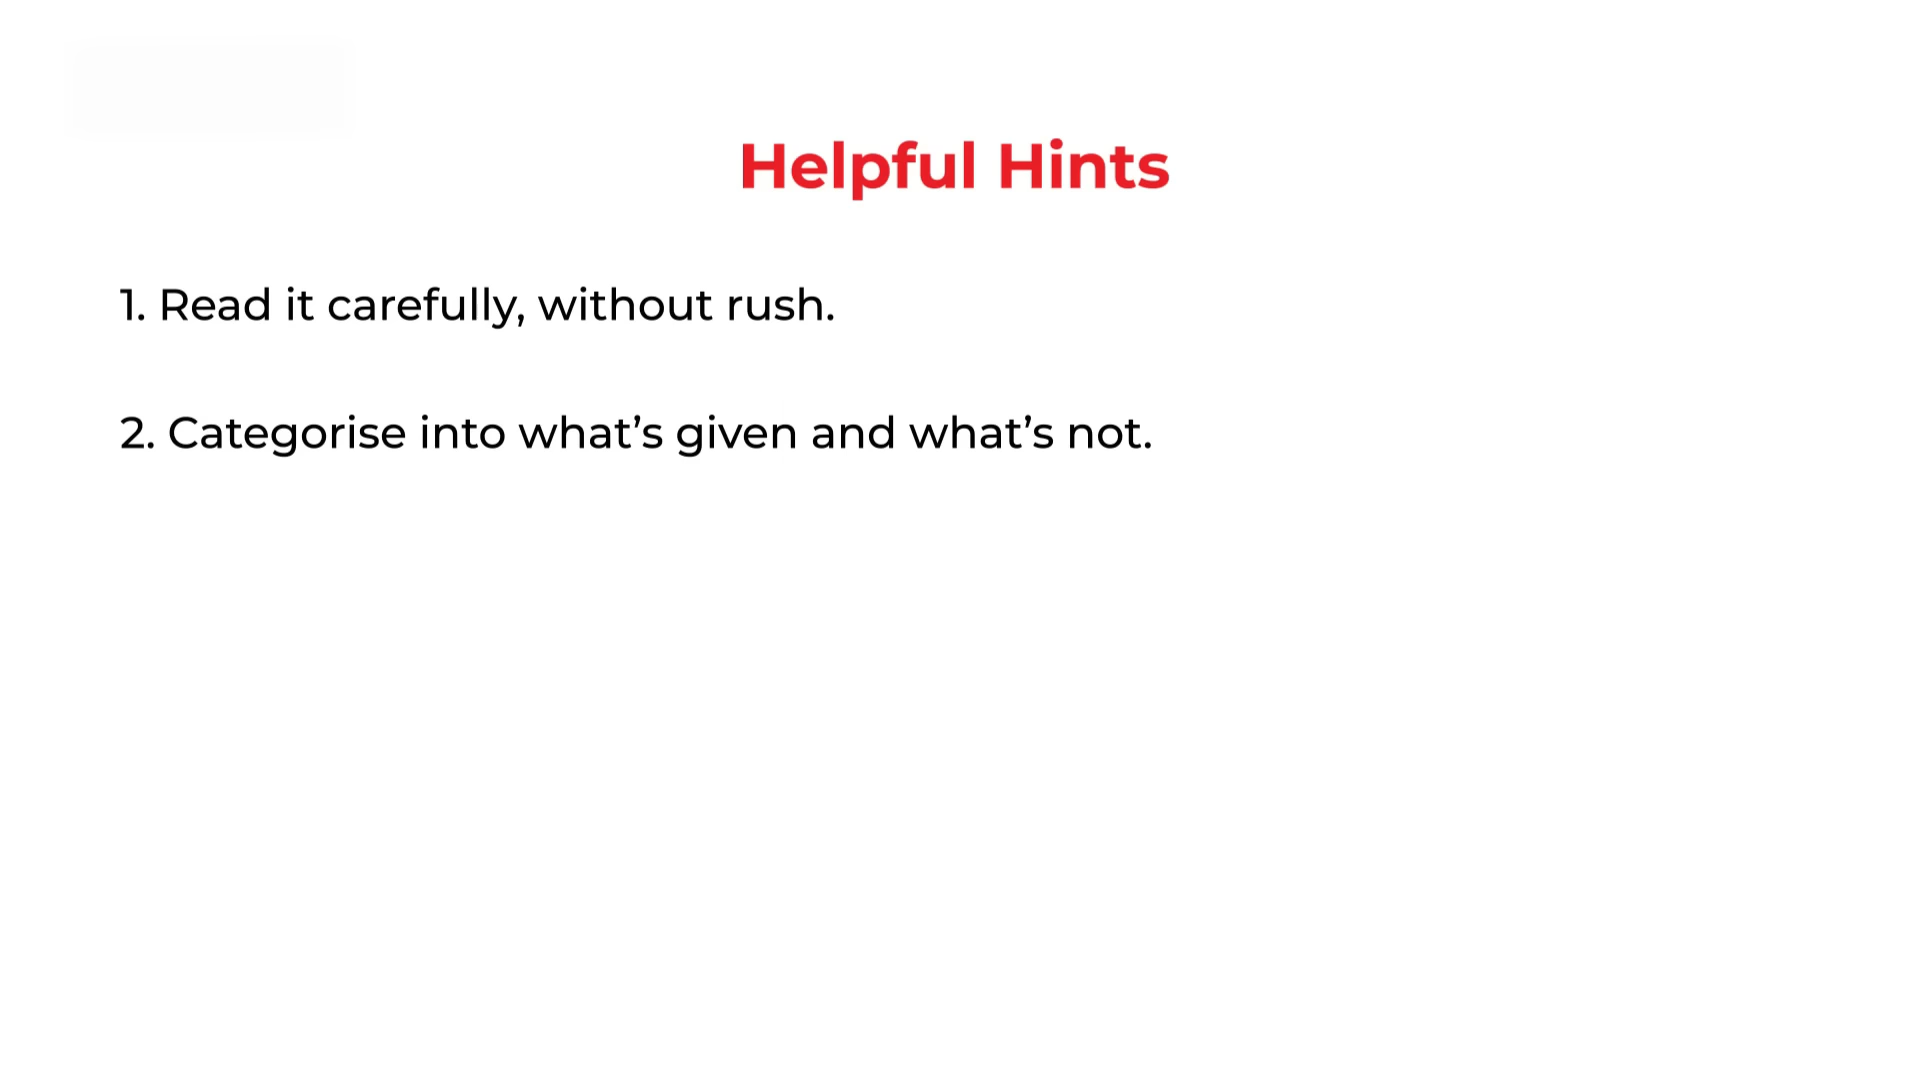 Helpful Hints
1. Read it carefully, without rush.
2. Categorise into what’s given and what’s not.